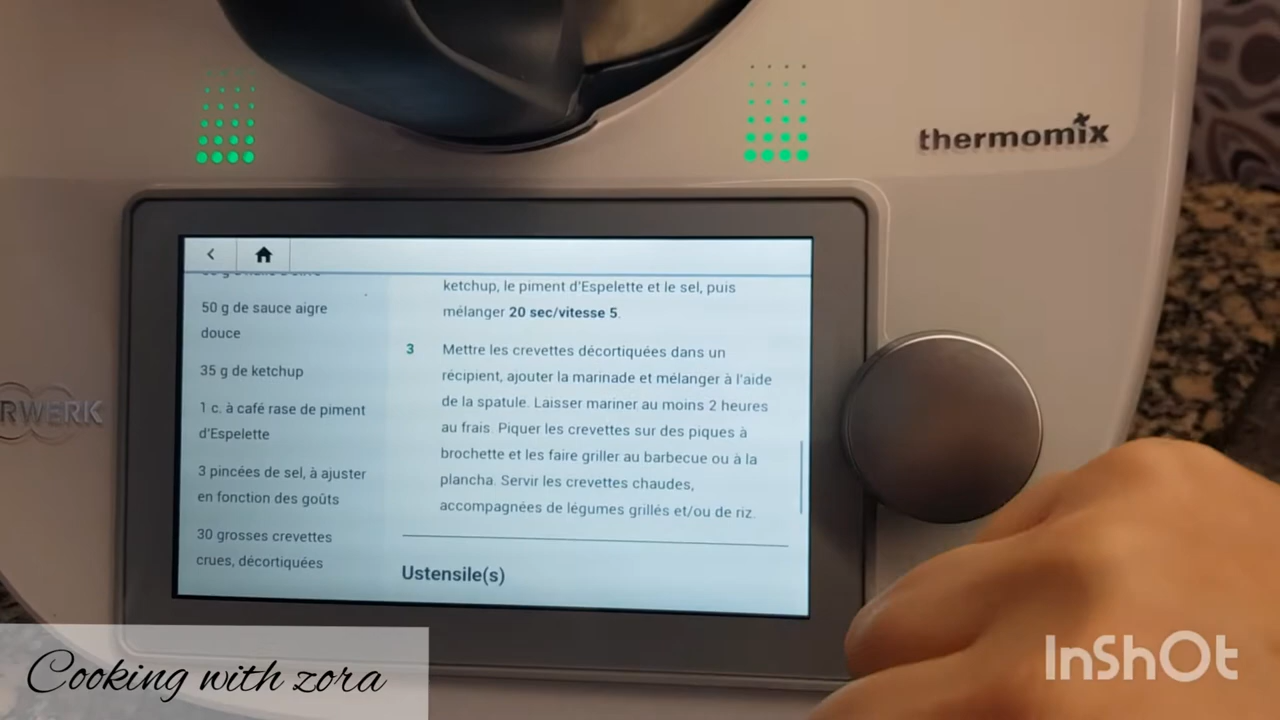 thermomix
RWERK
50 g de sauce aigre
douce
35 g de ketchup
1 c. à café rase de piment
d'Espelette
3 pincées de sel, à ajuster
en fonction des goûts
30 grosses crevettes
crues, décortiquées
ketchup, le piment d'Espelette et le sel, puis
mélanger 20 sec/vitesse 5.
3 Mettre les crevettes décortiquées dans un
récipient, ajouter la marinade et mélanger à l'aide
de la spatule. Laisser mariner au moins 2 heures
au frais. Piquer les crevettes sur des piques à
brochette et les faire griller au barbecue ou à la
plancha. Servir les crevettes chaudes,
accompagnées de légumes grillés et/ou de riz.
Ustensile(s)
Cooking with zora
InShOt